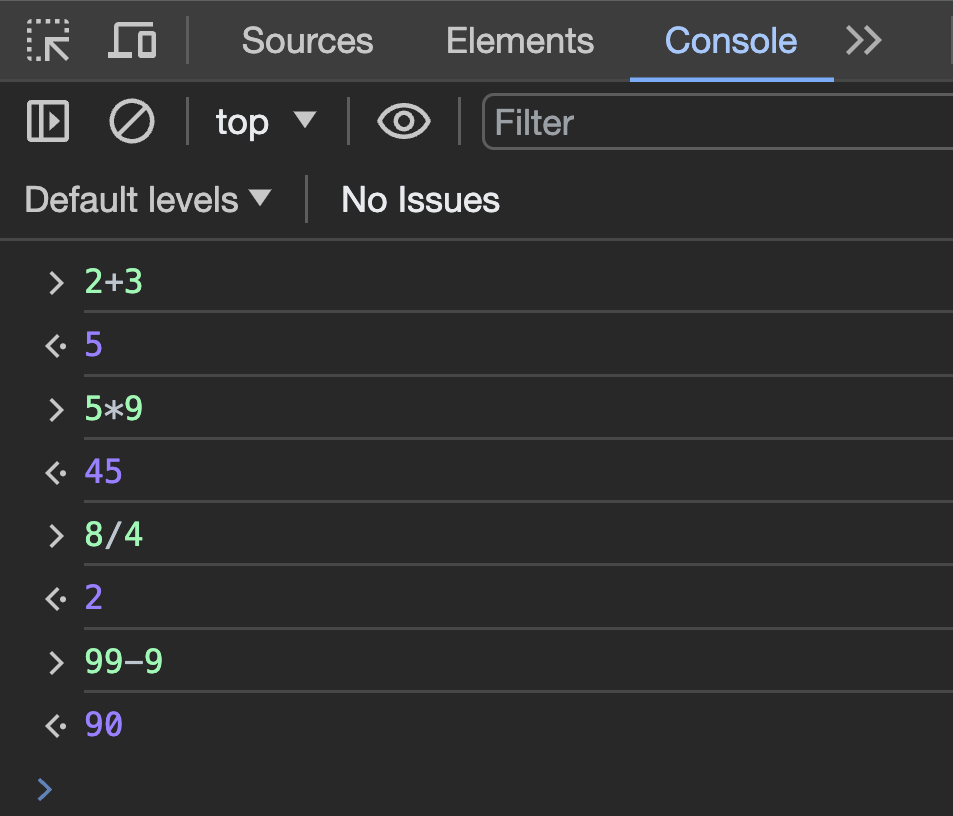 Sources Elements Console
top Filter
Default levels No Issues
2+3
5
5*9
45
8/4
2
99-9
90